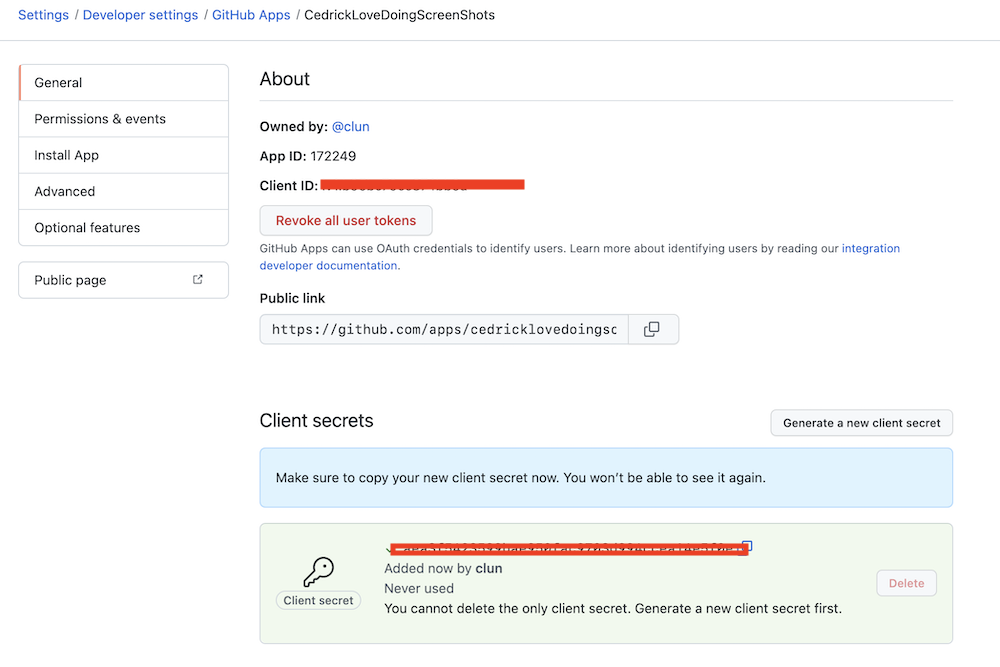 Settings / Developer settings / GitHub Apps / CedrickLoveDoingScreenShots
General
Permissions & events
Install App
Advanced
Optional features
Public page
About
Owned by: @clun
App ID: 172249
Client ID:
Revoke all user tokens
GitHub Apps can use OAuth credentials to identify users. Learn more about identifying users by reading our integration
developer documentation.
Public link
https://github.com/apps/cedricklovedoingsc
Client secrets
Generate a new client secret
Make sure to copy your new client secret now. You won’t be able to see it again.
Client secret
Added now by clun
Never used
You cannot delete the only client secret. Generate a new client secret first.
Delete